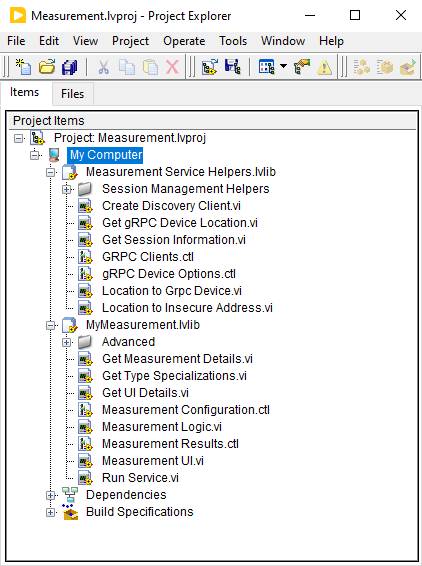 Measurement.lvproj - Project Explorer
File Edit View Project Operate Tools Window Help
Items Files
Project Items
Project: Measurement.lvproj
My Computer
Measurement Service Helpers.lvlib
Session Management Helpers
Create Discovery Client.vi
Get gRPC Device Location.vi
Get Session Information.vi
GRPC Clients.ctl
gRPC Device Options.ctl
Location to Grpc Device.vi
Location to Insecure Address.vi
MyMeasurement.lvlib
Advanced
Get Measurement Details.vi
Get Type Specializations.vi
Get UI Details.vi
Measurement Configuration.ctl
Measurement Logic.vi
Measurement Results.ctl
Measurement UI.vi
Run Service.vi
Dependencies
Build Specifications